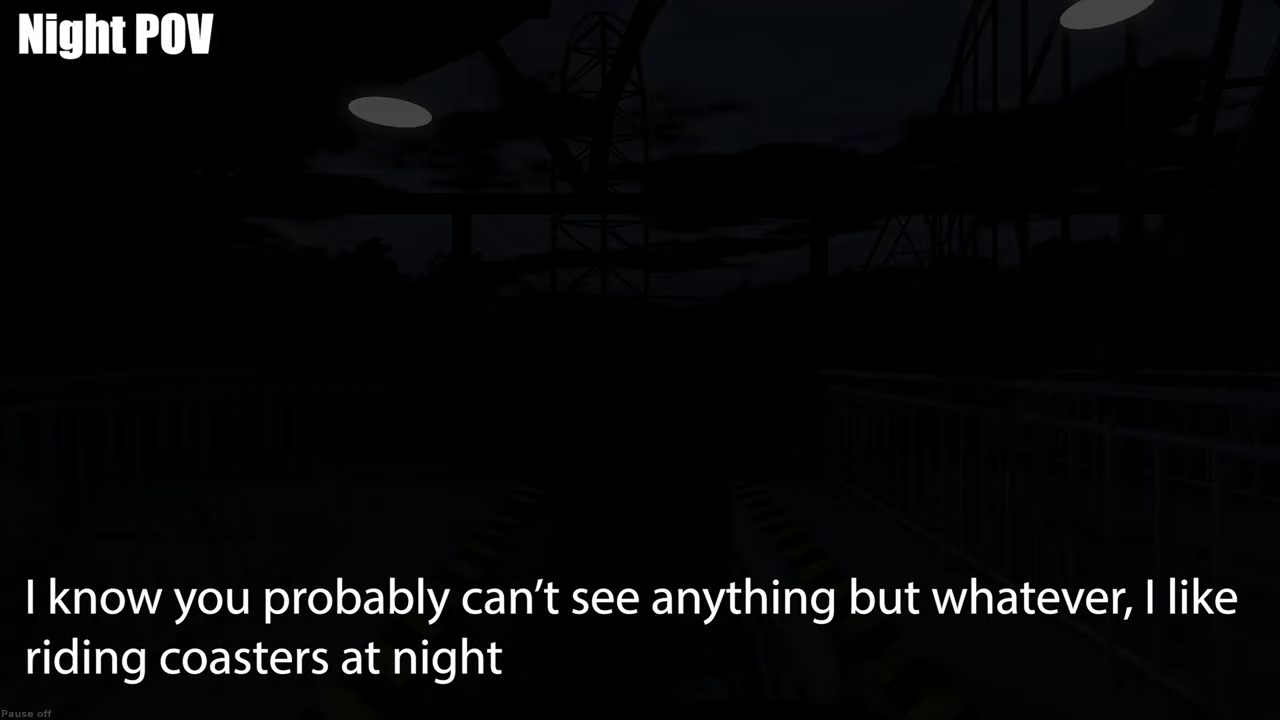 Night POV
I know you probably can’t see anything but whatever, I like
riding coasters at night
Pause off